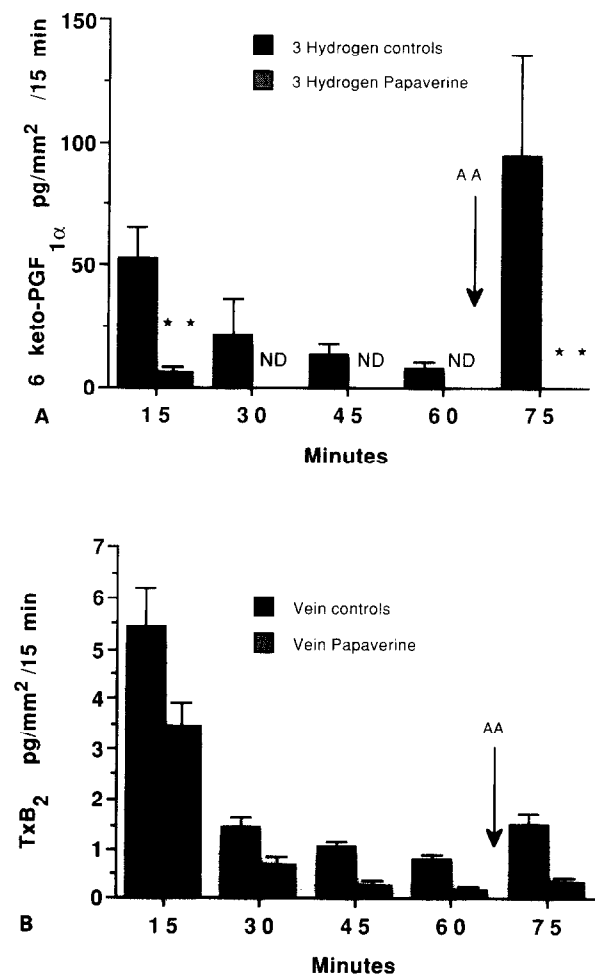 150
100
50
0
6 keto-PGF1α pg/mm2 /15 min
3 Hydrogen controls
3 Hydrogen Papaverine
AA
* *
ND
ND
ND
* *
A
15 30 45 60 75
Minutes
7
6
5
4
3
2
1
0
TxB2 pg/mm2 /15 min
Vein controls
Vein Papaverine
AA
B
15 30 45 60 75
Minutes